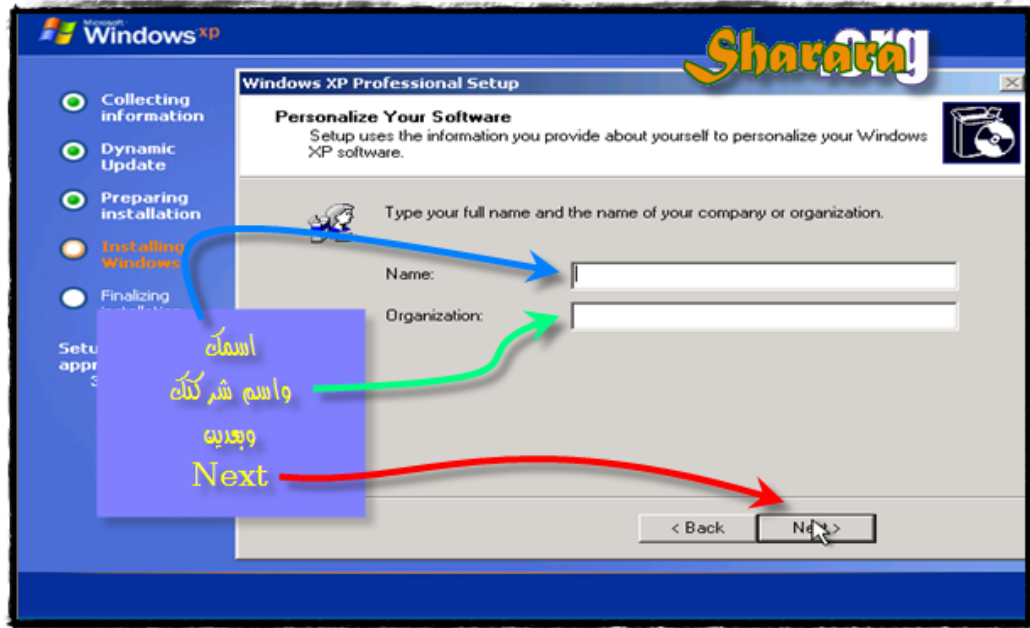 Microsoft
Windows xp
Sharara.org
Windows XP Professional Setup
Collecting
information
Dynamic
Update
Preparing
installation
Installing
Windows
Finalizing
Personalize Your Software
Setup uses the information you provide about yourself to personalize your Windows
XP software.
Type your full name and the name of your company or organization.
Name:
Organization:
اسمك
واسم شركتك
وبعدين
Next
< Back
Next >